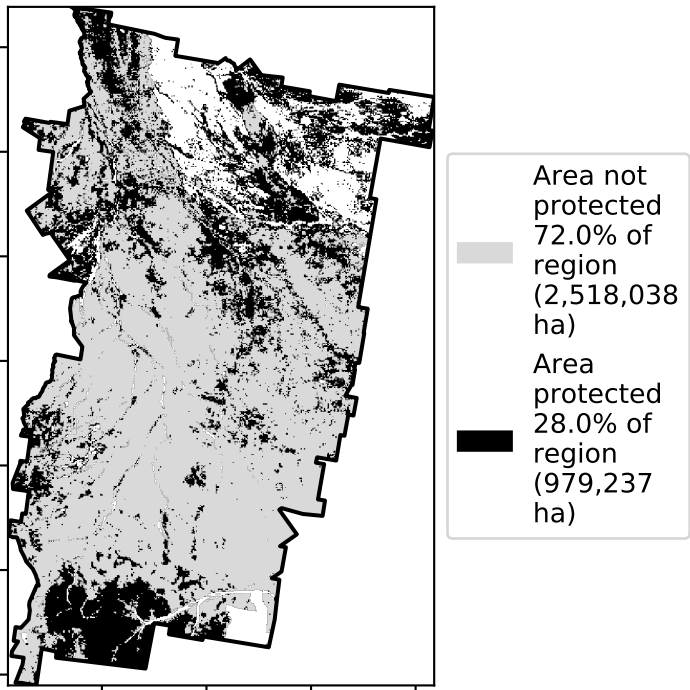 Area not
protected
72.0% of
region
(2,518,038
ha)
Area
protected
28.0% of
region
(979,237
ha)